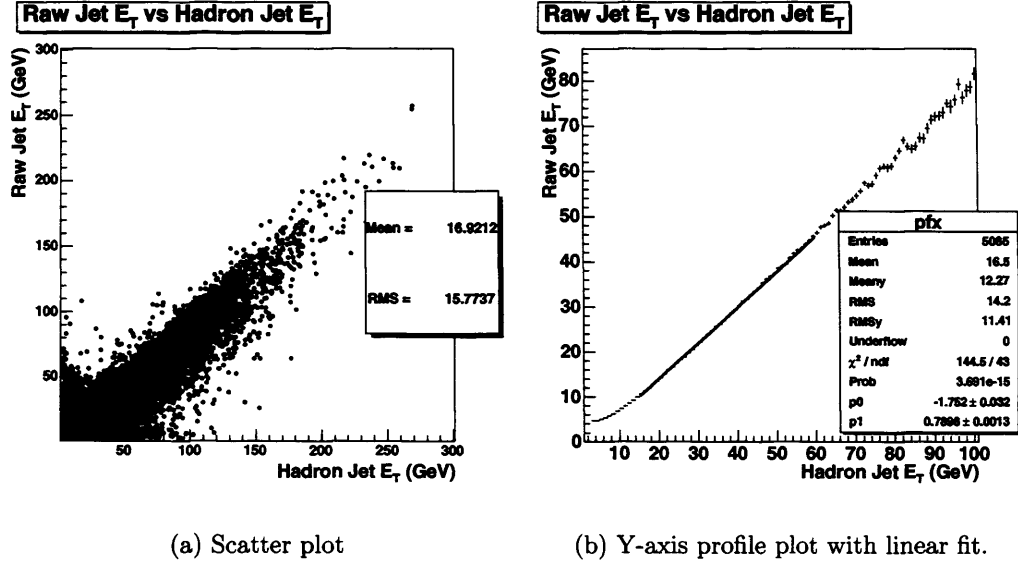 Raw Jet E_T vs Hadron Jet E_T
Raw Jet E_T (GeV)
300
250
200
150
100
50
Mean = 16.9212
RMS = 15.7737
50 100 150 200 250 300
Hadron Jet E_T (GeV)
(a) Scatter plot
Raw Jet E_T vs Hadron Jet E_T
Raw Jet E_T (GeV)
80
70
60
50
40
30
20
10
0
pfx
Entries 5065
Mean 16.5
Meany 12.27
RMS 14.2
RMSy 11.41
Underflow 0
χ² / ndf 144.5 / 43
Prob 3.691e-15
p0 -1.752 ± 0.032
p1 0.7898 ± 0.0013
10 20 30 40 50 60 70 80 90 100
Hadron Jet E_T (GeV)
(b) Y-axis profile plot with linear fit.